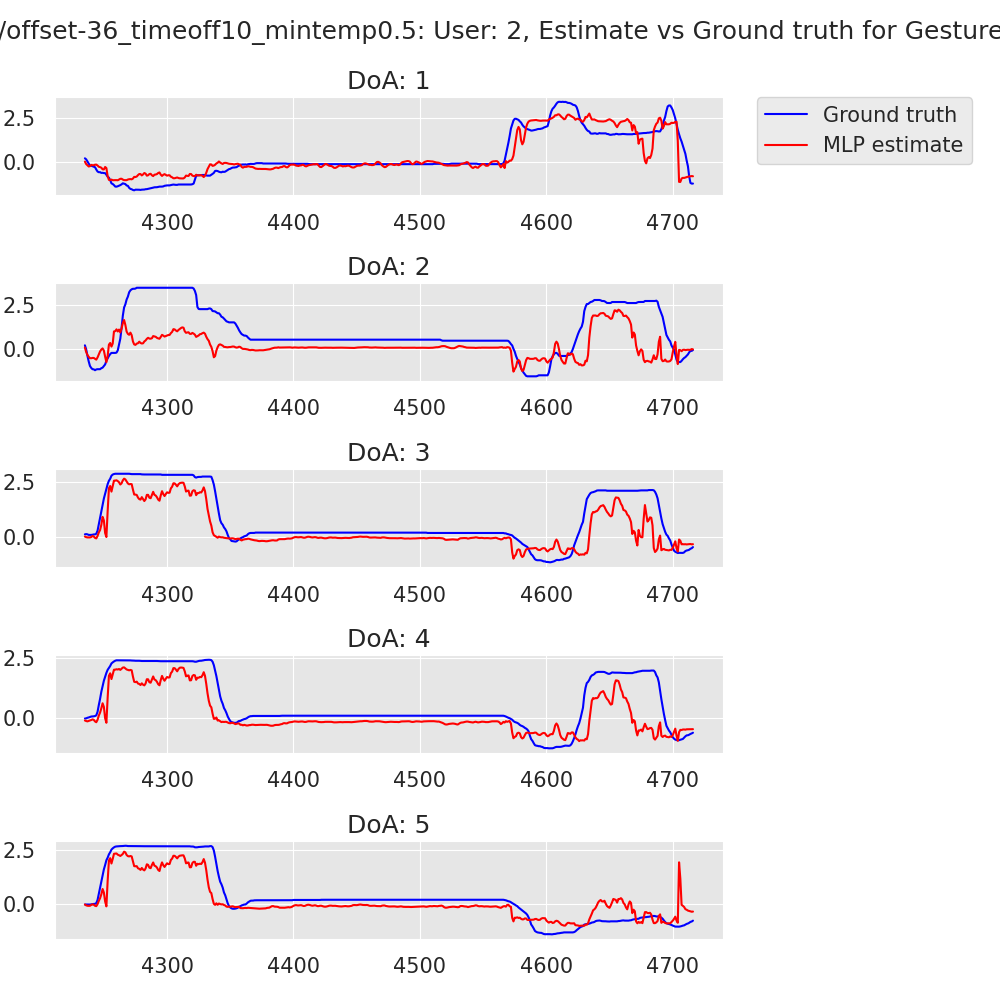 /offset-36_timeoff10_mintemp0.5: User: 2, Estimate vs Ground truth for Gesture
DoA: 1
Ground truth
MLP estimate
2.5
0.0
4300 4400 4500 4600 4700
DoA: 2
2.5
0.0
4300 4400 4500 4600 4700
DoA: 3
2.5
0.0
4300 4400 4500 4600 4700
DoA: 4
2.5
0.0
4300 4400 4500 4600 4700
DoA: 5
2.5
0.0
4300 4400 4500 4600 4700